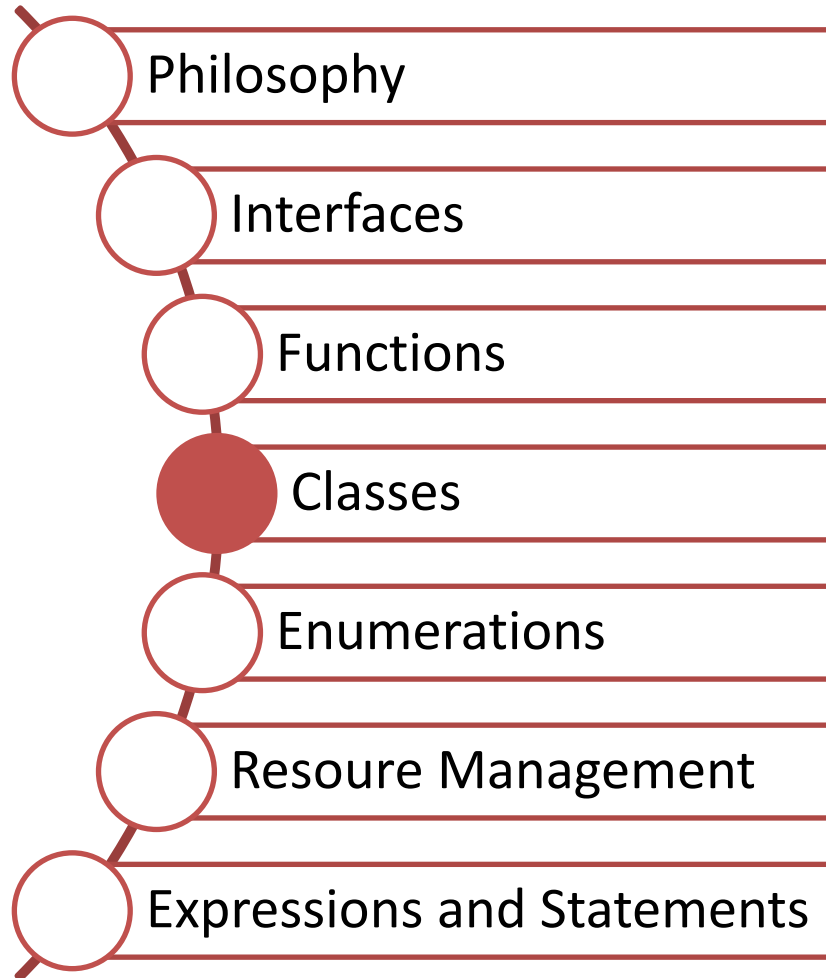 Philosophy
Interfaces
Functions
Classes
Enumerations
Resoure Management
Expressions and Statements